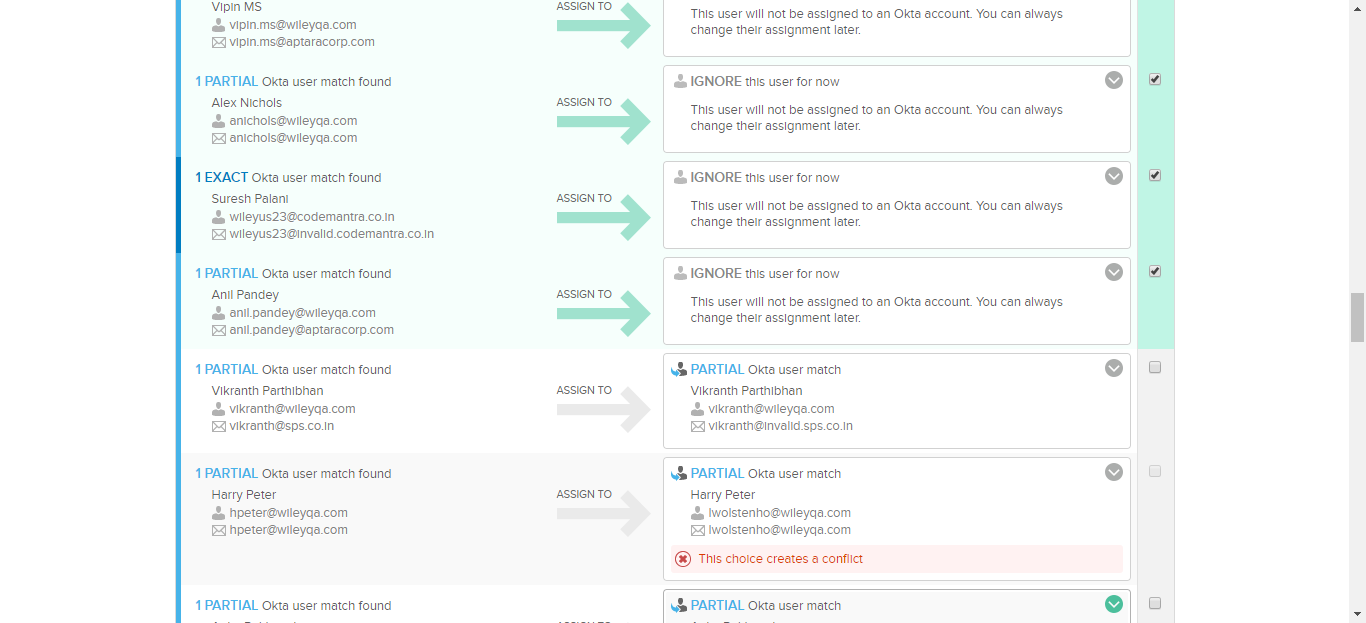 Vipin MS
vipin.ms@wileyqa.com
vipin.ms@aptaracorp.com
ASSIGN TO
This user will not be assigned to an Okta account. You can always
change their assignment later.
1 PARTIAL Okta user match found
Alex Nichols
anichols@wileyqa.com
anichols@wileyqa.com
ASSIGN TO
IGNORE this user for now
This user will not be assigned to an Okta account. You can always
change their assignment later.
1 EXACT Okta user match found
Suresh Palani
wileyus23@codemantra.co.in
wileyus23@invalid.codemantra.co.in
ASSIGN TO
IGNORE this user for now
This user will not be assigned to an Okta account. You can always
change their assignment later.
1 PARTIAL Okta user match found
Anil Pandey
anil.pandey@wileyqa.com
anil.pandey@aptaracorp.com
ASSIGN TO
IGNORE this user for now
This user will not be assigned to an Okta account. You can always
change their assignment later.
1 PARTIAL Okta user match found
Vikranth Parthibhan
vikranth@wileyqa.com
vikranth@sps.co.in
ASSIGN TO
PARTIAL Okta user match
Vikranth Parthibhan
vikranth@wileyqa.com
vikranth@invalid.sps.co.in
1 PARTIAL Okta user match found
Harry Peter
hpeter@wileyqa.com
hpeter@wileyqa.com
ASSIGN TO
PARTIAL Okta user match
Harry Peter
lwolstenho@wileyqa.com
lwolstenho@wileyqa.com
This choice creates a conflict
1 PARTIAL Okta user match found
PARTIAL Okta user match